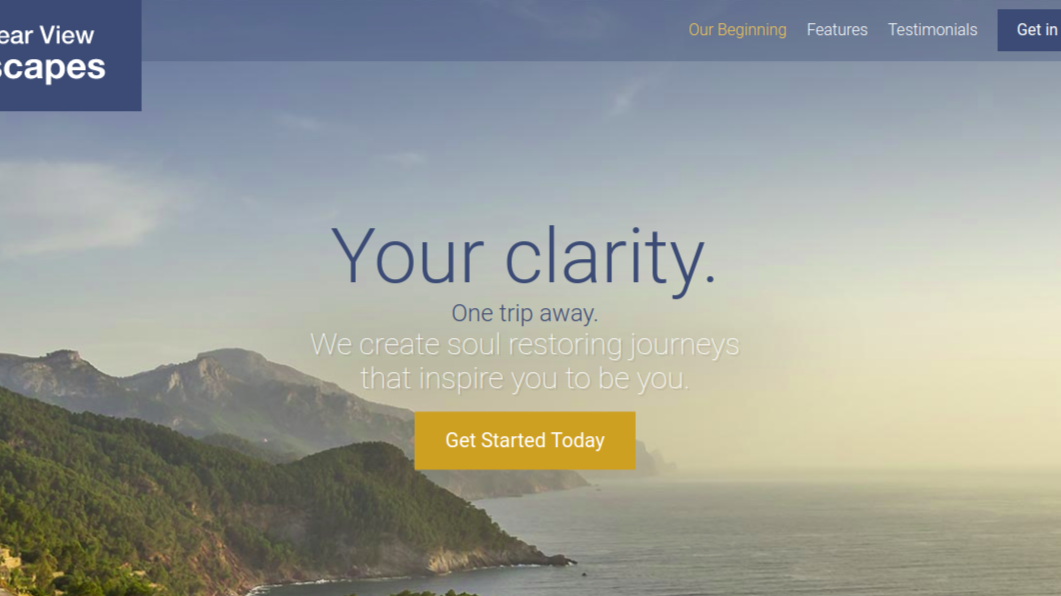 ear View
scapes
Our Beginning Features Testimonials Get in
Your clarity.
One trip away.
We create soul restoring journeys
that inspire you to be you.
Get Started Today